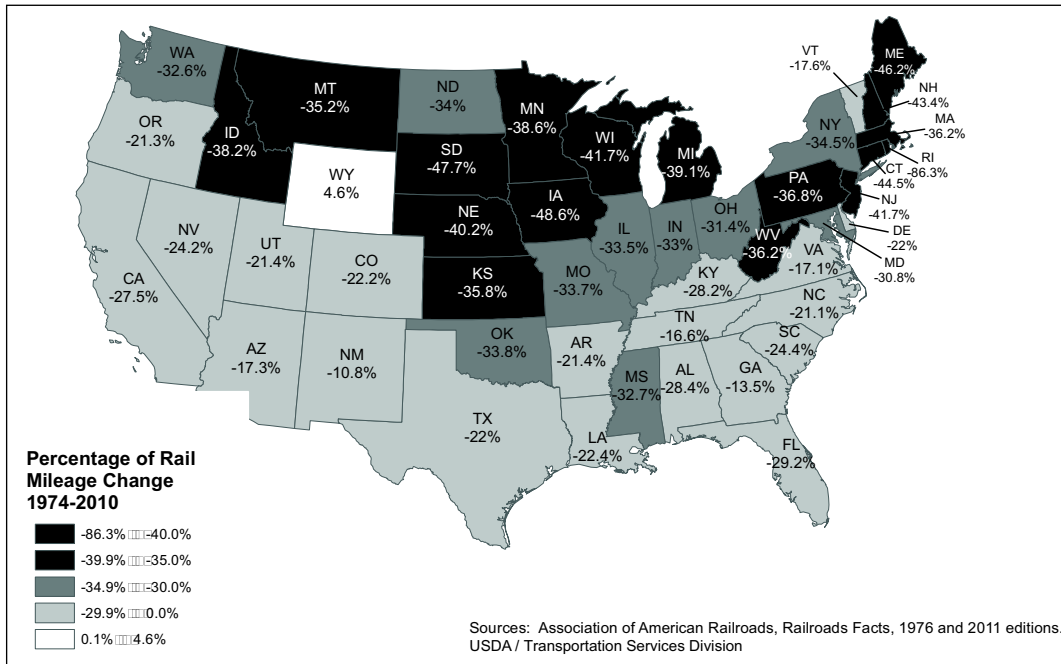 WA
-32.6%
OR
-21.3%
CA
-27.5%
NV
-24.2%
ID
-38.2%
MT
-35.2%
WY
4.6%
UT
-21.4%
CO
-22.2%
AZ
-17.3%
NM
-10.8%
ND
-34%
SD
-47.7%
NE
-40.2%
KS
-35.8%
OK
-33.8%
TX
-22%
MN
-38.6%
IA
-48.6%
MO
-33.7%
AR
-21.4%
LA
-22.4%
WI
-41.7%
IL
-33.5%
MI
-39.1%
IN
-33%
OH
-31.4%
KY
-28.2%
TN
-16.6%
MS
-32.7%
AL
-28.4%
GA
-13.5%
FL
-29.2%
SC
-24.4%
NC
-21.1%
VA
-17.1%
WV
-36.2%
PA
-36.8%
NY
-34.5%
VT
-17.6%
ME
-46.2%
NH
-43.4%
MA
-36.2%
RI
-86.3%
CT
-44.5%
NJ
-41.7%
DE
-22%
MD
-30.8%
Percentage of Rail
Mileage Change
1974-2010
-86.3% -40.0%
-39.9% -35.0%
-34.9% -30.0%
-29.9% 0.0%
0.1% 4.6%
Sources: Association of American Railroads, Railroads Facts, 1976 and 2011 editions.
USDA / Transportation Services Division